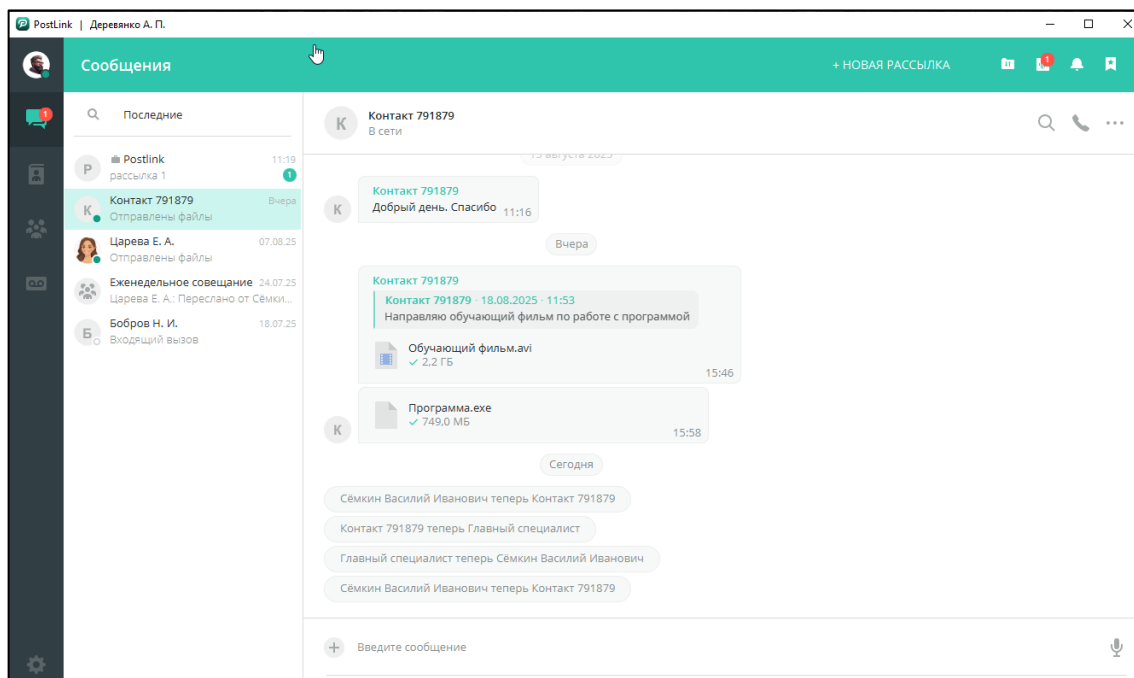 PostLink | Деревянко А. П.
Сообщения
+ НОВАЯ РАССЫЛКА
1
1
Последние
P
Postlink
11:19
рассылка 1
1
К
Контакт 791879
Вчера
Отправлены файлы
Царева Е. А.
07.08.25
Отправлены файлы
Еженедельное совещание
24.07.25
Царева Е. А.: Переслано от Сёмки...
Б
Бобров Н. И.
18.07.25
Входящий вызов
К
Контакт 791879
В сети
15 августа 2025
Контакт 791879
К
Добрый день. Спасибо
11:16
Вчера
Контакт 791879
Контакт 791879 · 18.08.2025 · 11:53
Направляю обучающий фильм по работе с программой
Обучающий фильм.avi
2,2 ГБ
15:46
Программа.exe
749,0 МБ
К
15:58
Сегодня
Сёмкин Василий Иванович теперь Контакт 791879
Контакт 791879 теперь Главный специалист
Главный специалист теперь Сёмкин Василий Иванович
Сёмкин Василий Иванович теперь Контакт 791879
Введите сообщение